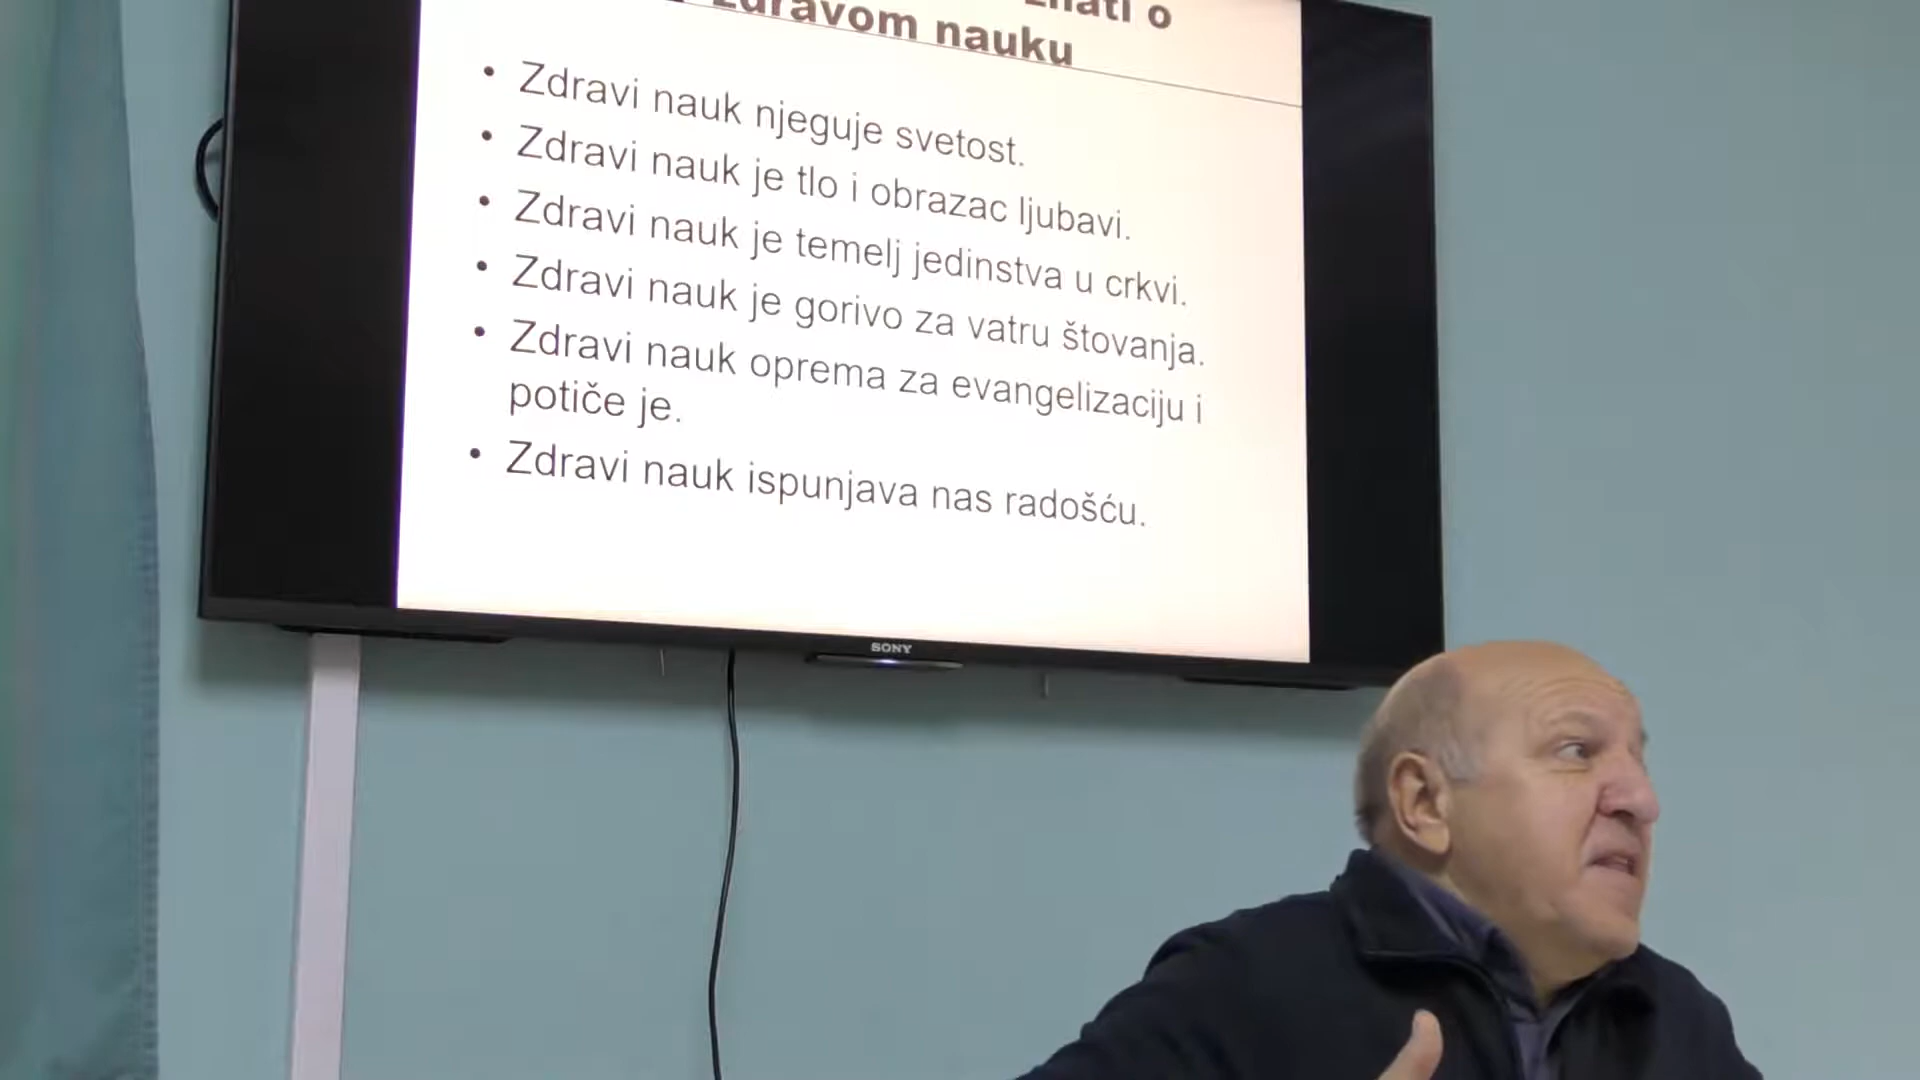 znati o
zdravom nauku
• Zdravi nauk njeguje svetost.
• Zdravi nauk je tlo i obrazac ljubavi.
• Zdravi nauk je temelj jedinstva u crkvi.
• Zdravi nauk je gorivo za vatru štovanja.
• Zdravi nauk oprema za evangelizaciju i
potiče je.
• Zdravi nauk ispunjava nas radošću.
SONY